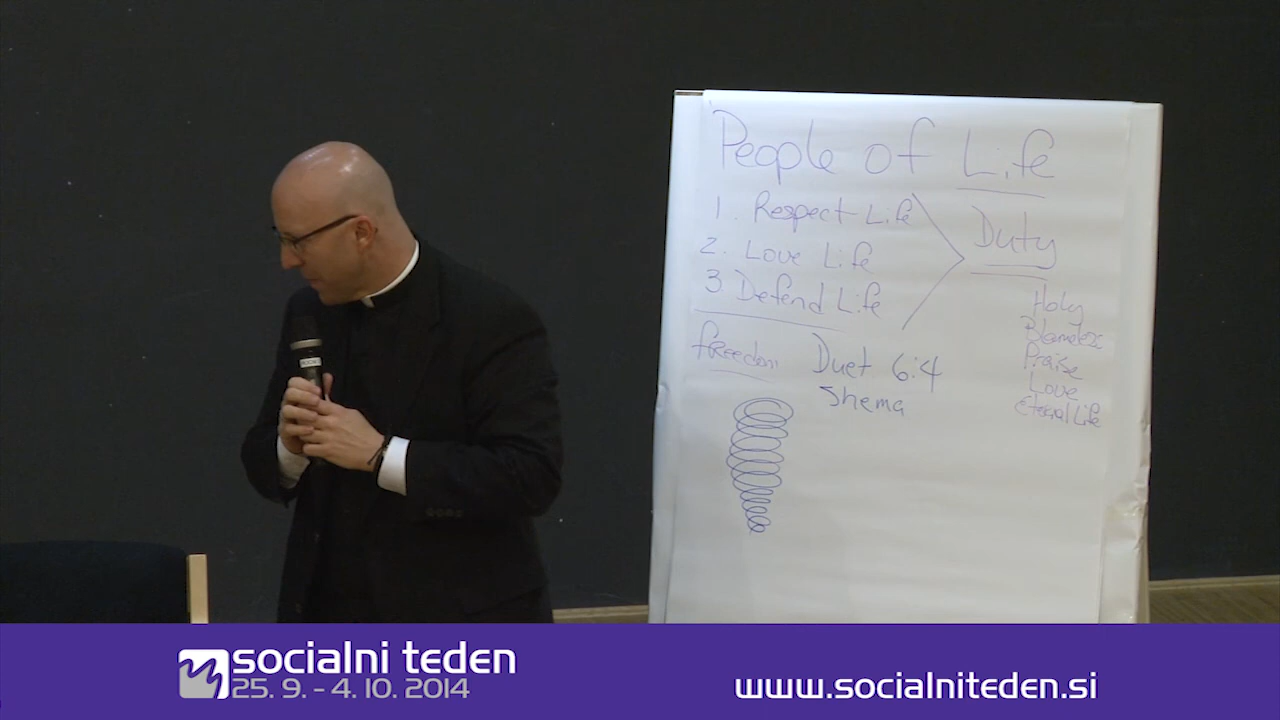 People of Life
1. Respect Life
2. Love Life
3. Defend Life
Duty
Holy
Blameless
Praise
Love
Eternal Life
freedom
Duet 6:4
Shema
socialni teden
25. 9. - 4. 10. 2014
www.socialniteden.si